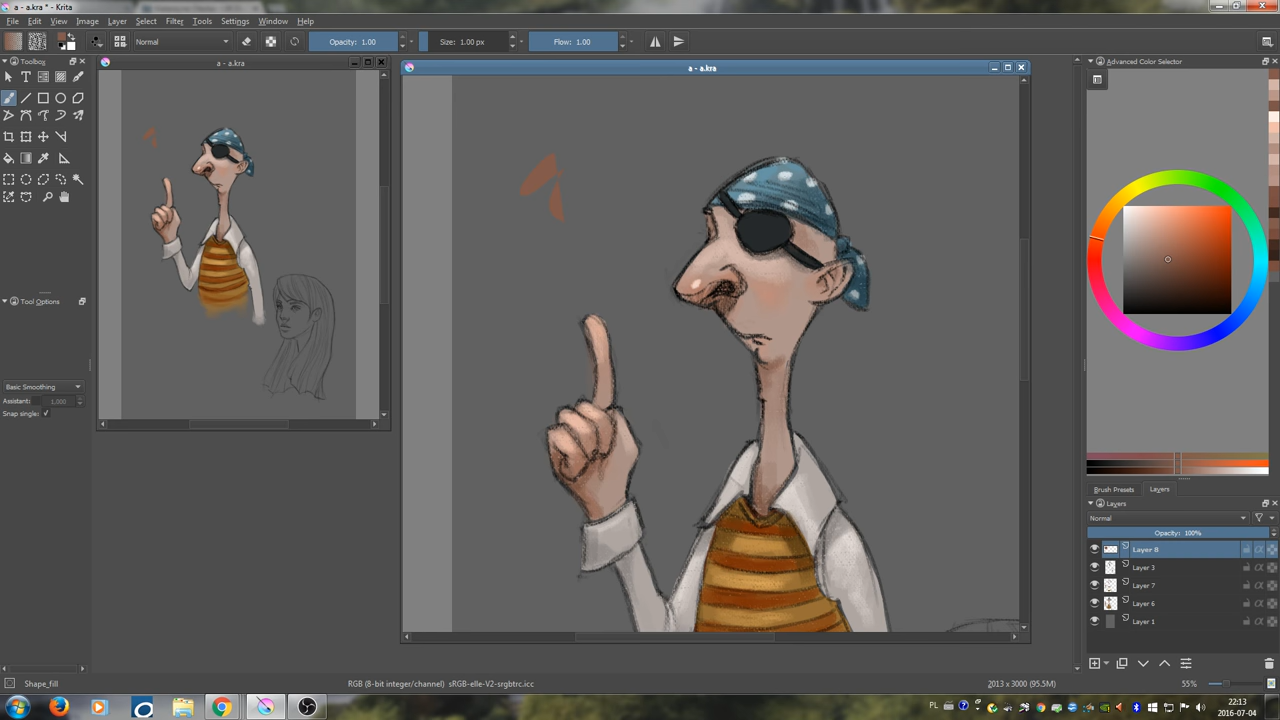 a - a.kra * - Krita
File Edit View Image Layer Select Filter Tools Settings Window Help
Normal Opacity: 1.00 Size: 1.00 px Flow: 1.00
Toolbox
a - a.kra
a - a.kra
Advanced Color Selector
Tool Options
Basic Smoothing
Assistant: 1.000
Snap single:
Brush Presets Layers
Layers
Normal
Opacity: 100%
Layer 8
Layer 3
Layer 7
Layer 6
Layer 1
Shape_fill RGB (8-bit integer/channel) sRGB-elle-V2-srgbtrc.icc 2013 x 3000 (95.5M) 55%
PL 22:13
2016-07-04